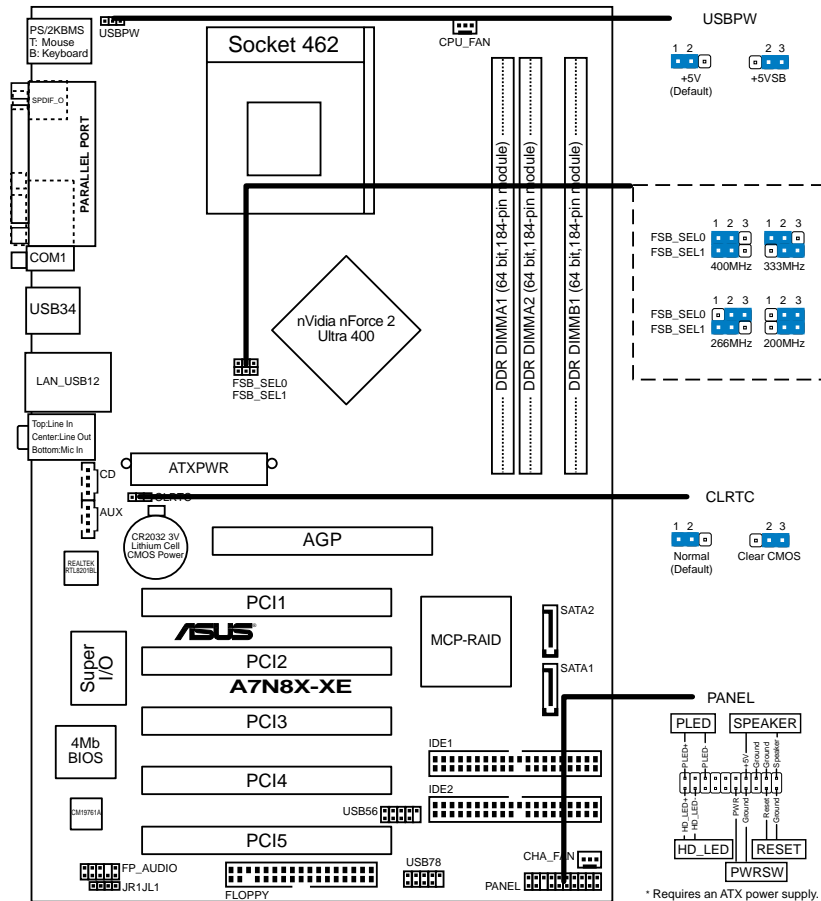 PS/2KBMS
T: Mouse
B: Keyboard
USBPW
Socket 462
CPU_FAN
USBPW
1 2
+5V
(Default)
2 3
+5VSB
SPDIF_O
PARALLEL PORT
COM1
USB34
LAN_USB12
Top:Line In
Center:Line Out
Bottom:Mic In
nVidia nForce 2
Ultra 400
FSB_SEL0
FSB_SEL1
DDR DIMMA1 (64 bit,184-pin module)
DDR DIMMA2 (64 bit,184-pin module)
DDR DIMMB1 (64 bit,184-pin module)
1 2 3
1 2 3
FSB_SEL0
FSB_SEL1
400MHz
333MHz
1 2 3
1 2 3
FSB_SEL0
FSB_SEL1
266MHz
200MHz
CD
AUX
ATXPWR
CLRTC
CLRTC
1 2
Normal
(Default)
2 3
Clear CMOS
CR2032 3V
Lithium Cell
CMOS Power
REALTEK
RTL8201BL
AGP
PCI1
ASUS®
PCI2
A7N8X-XE
PCI3
PCI4
PCI5
Super
I/O
4Mb
BIOS
CM19761A
MCP-RAID
SATA2
SATA1
IDE1
IDE2
USB56
USB78
FP_AUDIO
JR1JL1
FLOPPY
CHA_FAN
PANEL
PANEL
PLED
SPEAKER
PLED+
PLED-
+5V
Ground
Ground
Speaker
HD_LED+
HD_LED-
PWR
Ground
Reset
Ground
HD_LED
RESET
PWRSW
* Requires an ATX power supply.